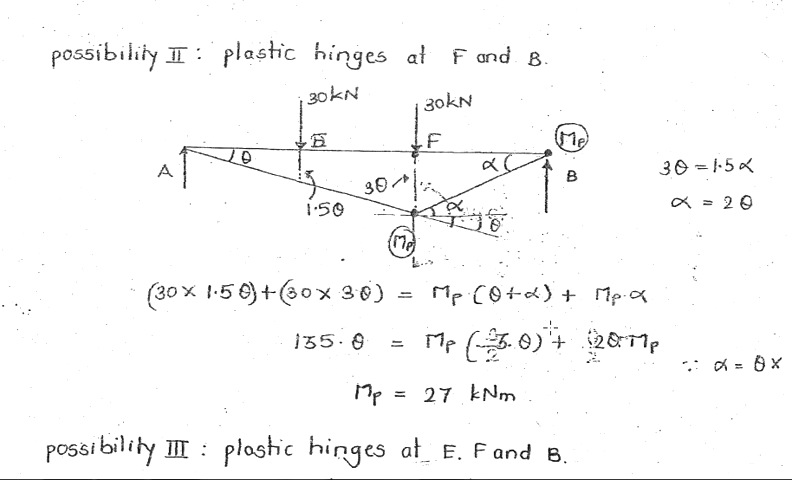 possibility II : plastic hinges at F and B.
30kN 30kN
E F Mp
A θ α B
3θ = 1.5α
3θ
α = 2θ
1.5θ α θ
Mp
(30 × 1.5θ)+(30 × 3θ) = Mp (θ+α) + Mp.α
135.θ = Mp (3.θ) + 2θ.Mp
∵ α = θ×
Mp = 27 kNm
possibility III : plastic hinges at E. F and B.